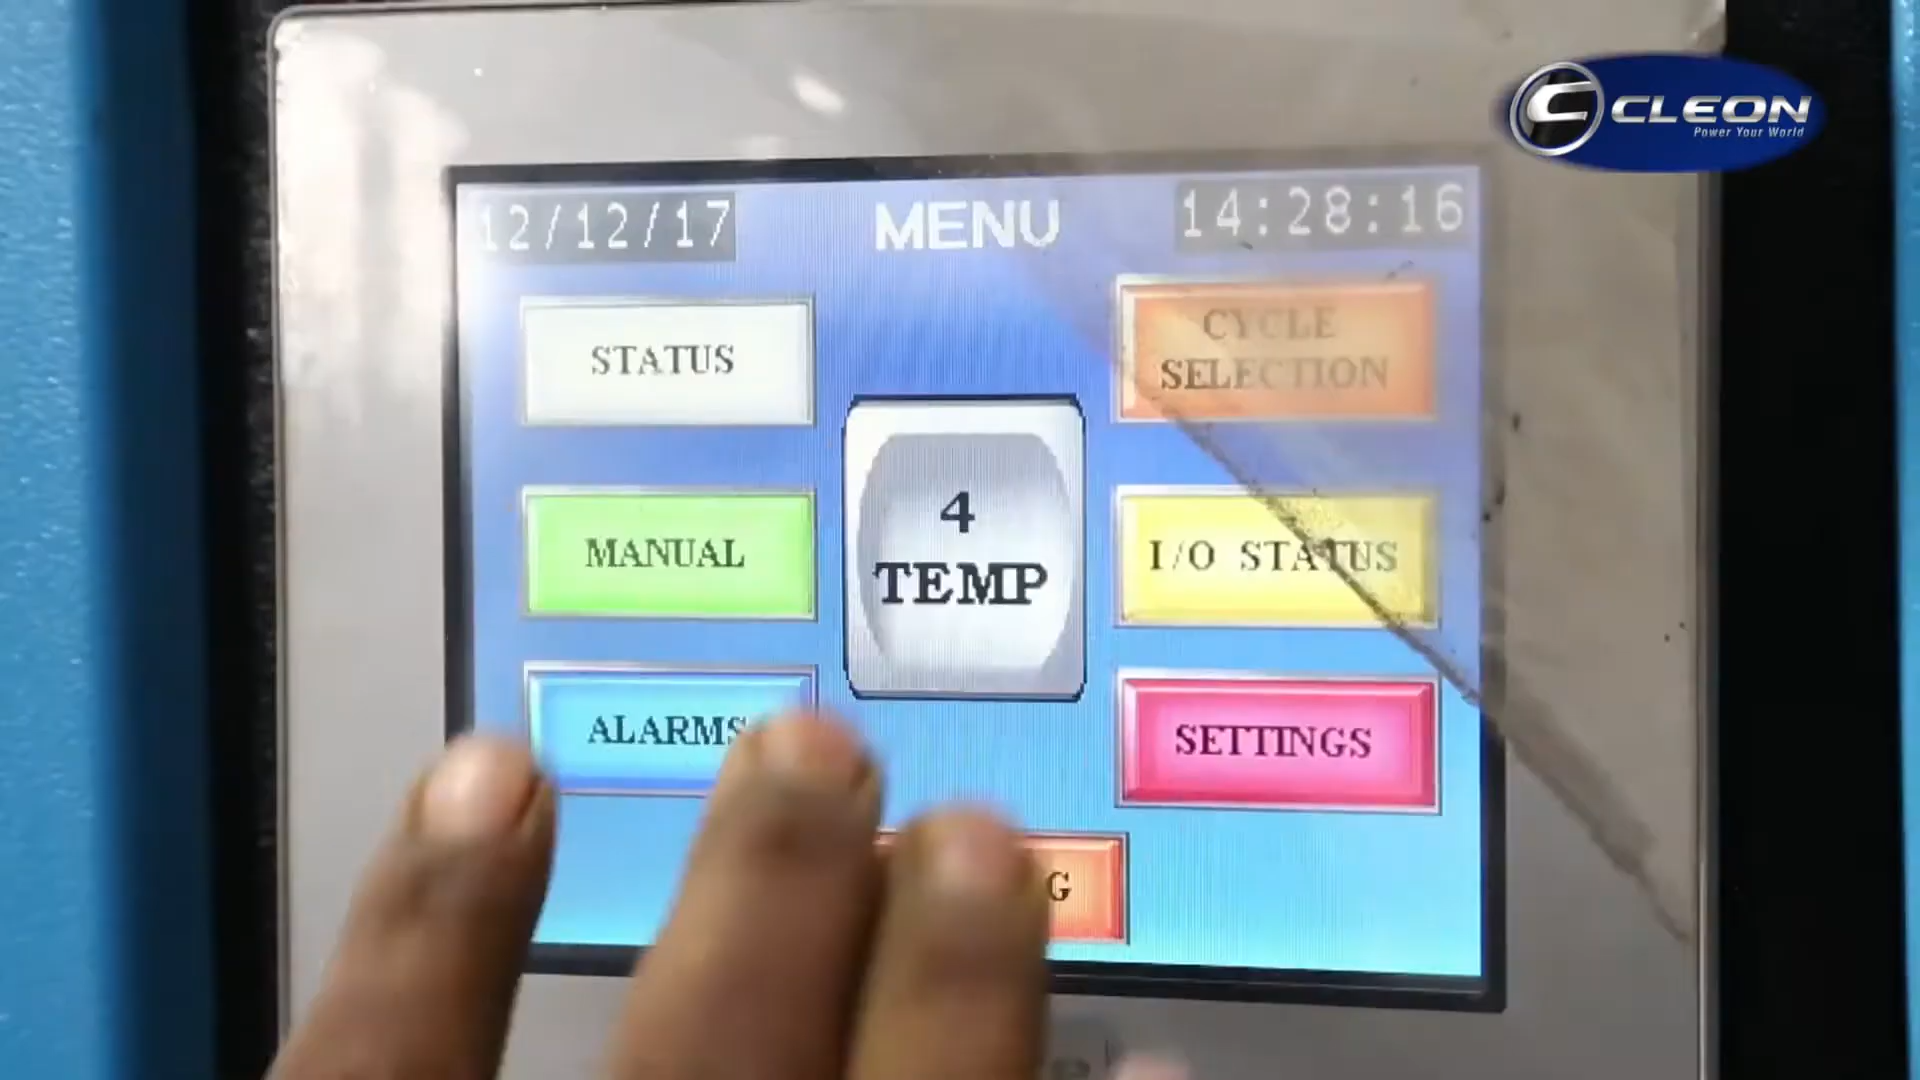 CLEON
Power Your World
12/12/17
MENU
14:28:16
STATUS
CYCLE
SELECTION
MANUAL
4
TEMP
I/O STATUS
ALARMS
SETTINGS